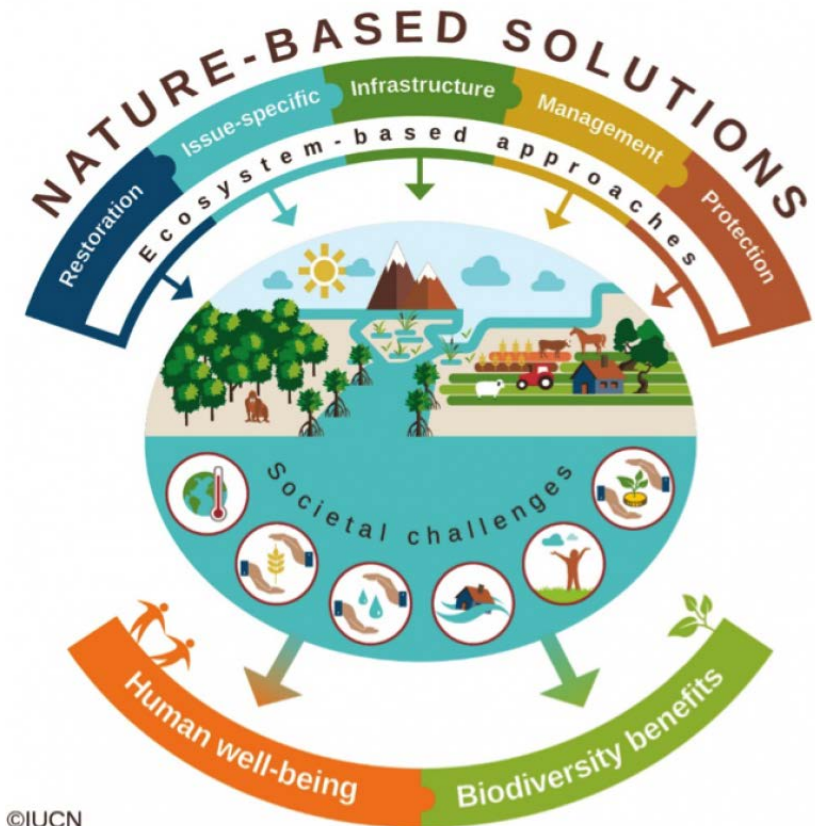 NATURE-BASED SOLUTIONS
Restoration
Issue-specific
Infrastructure
Management
Protection
Ecosystem-based approaches
Societal challenges
Human well-being
Biodiversity benefits
©IUCN